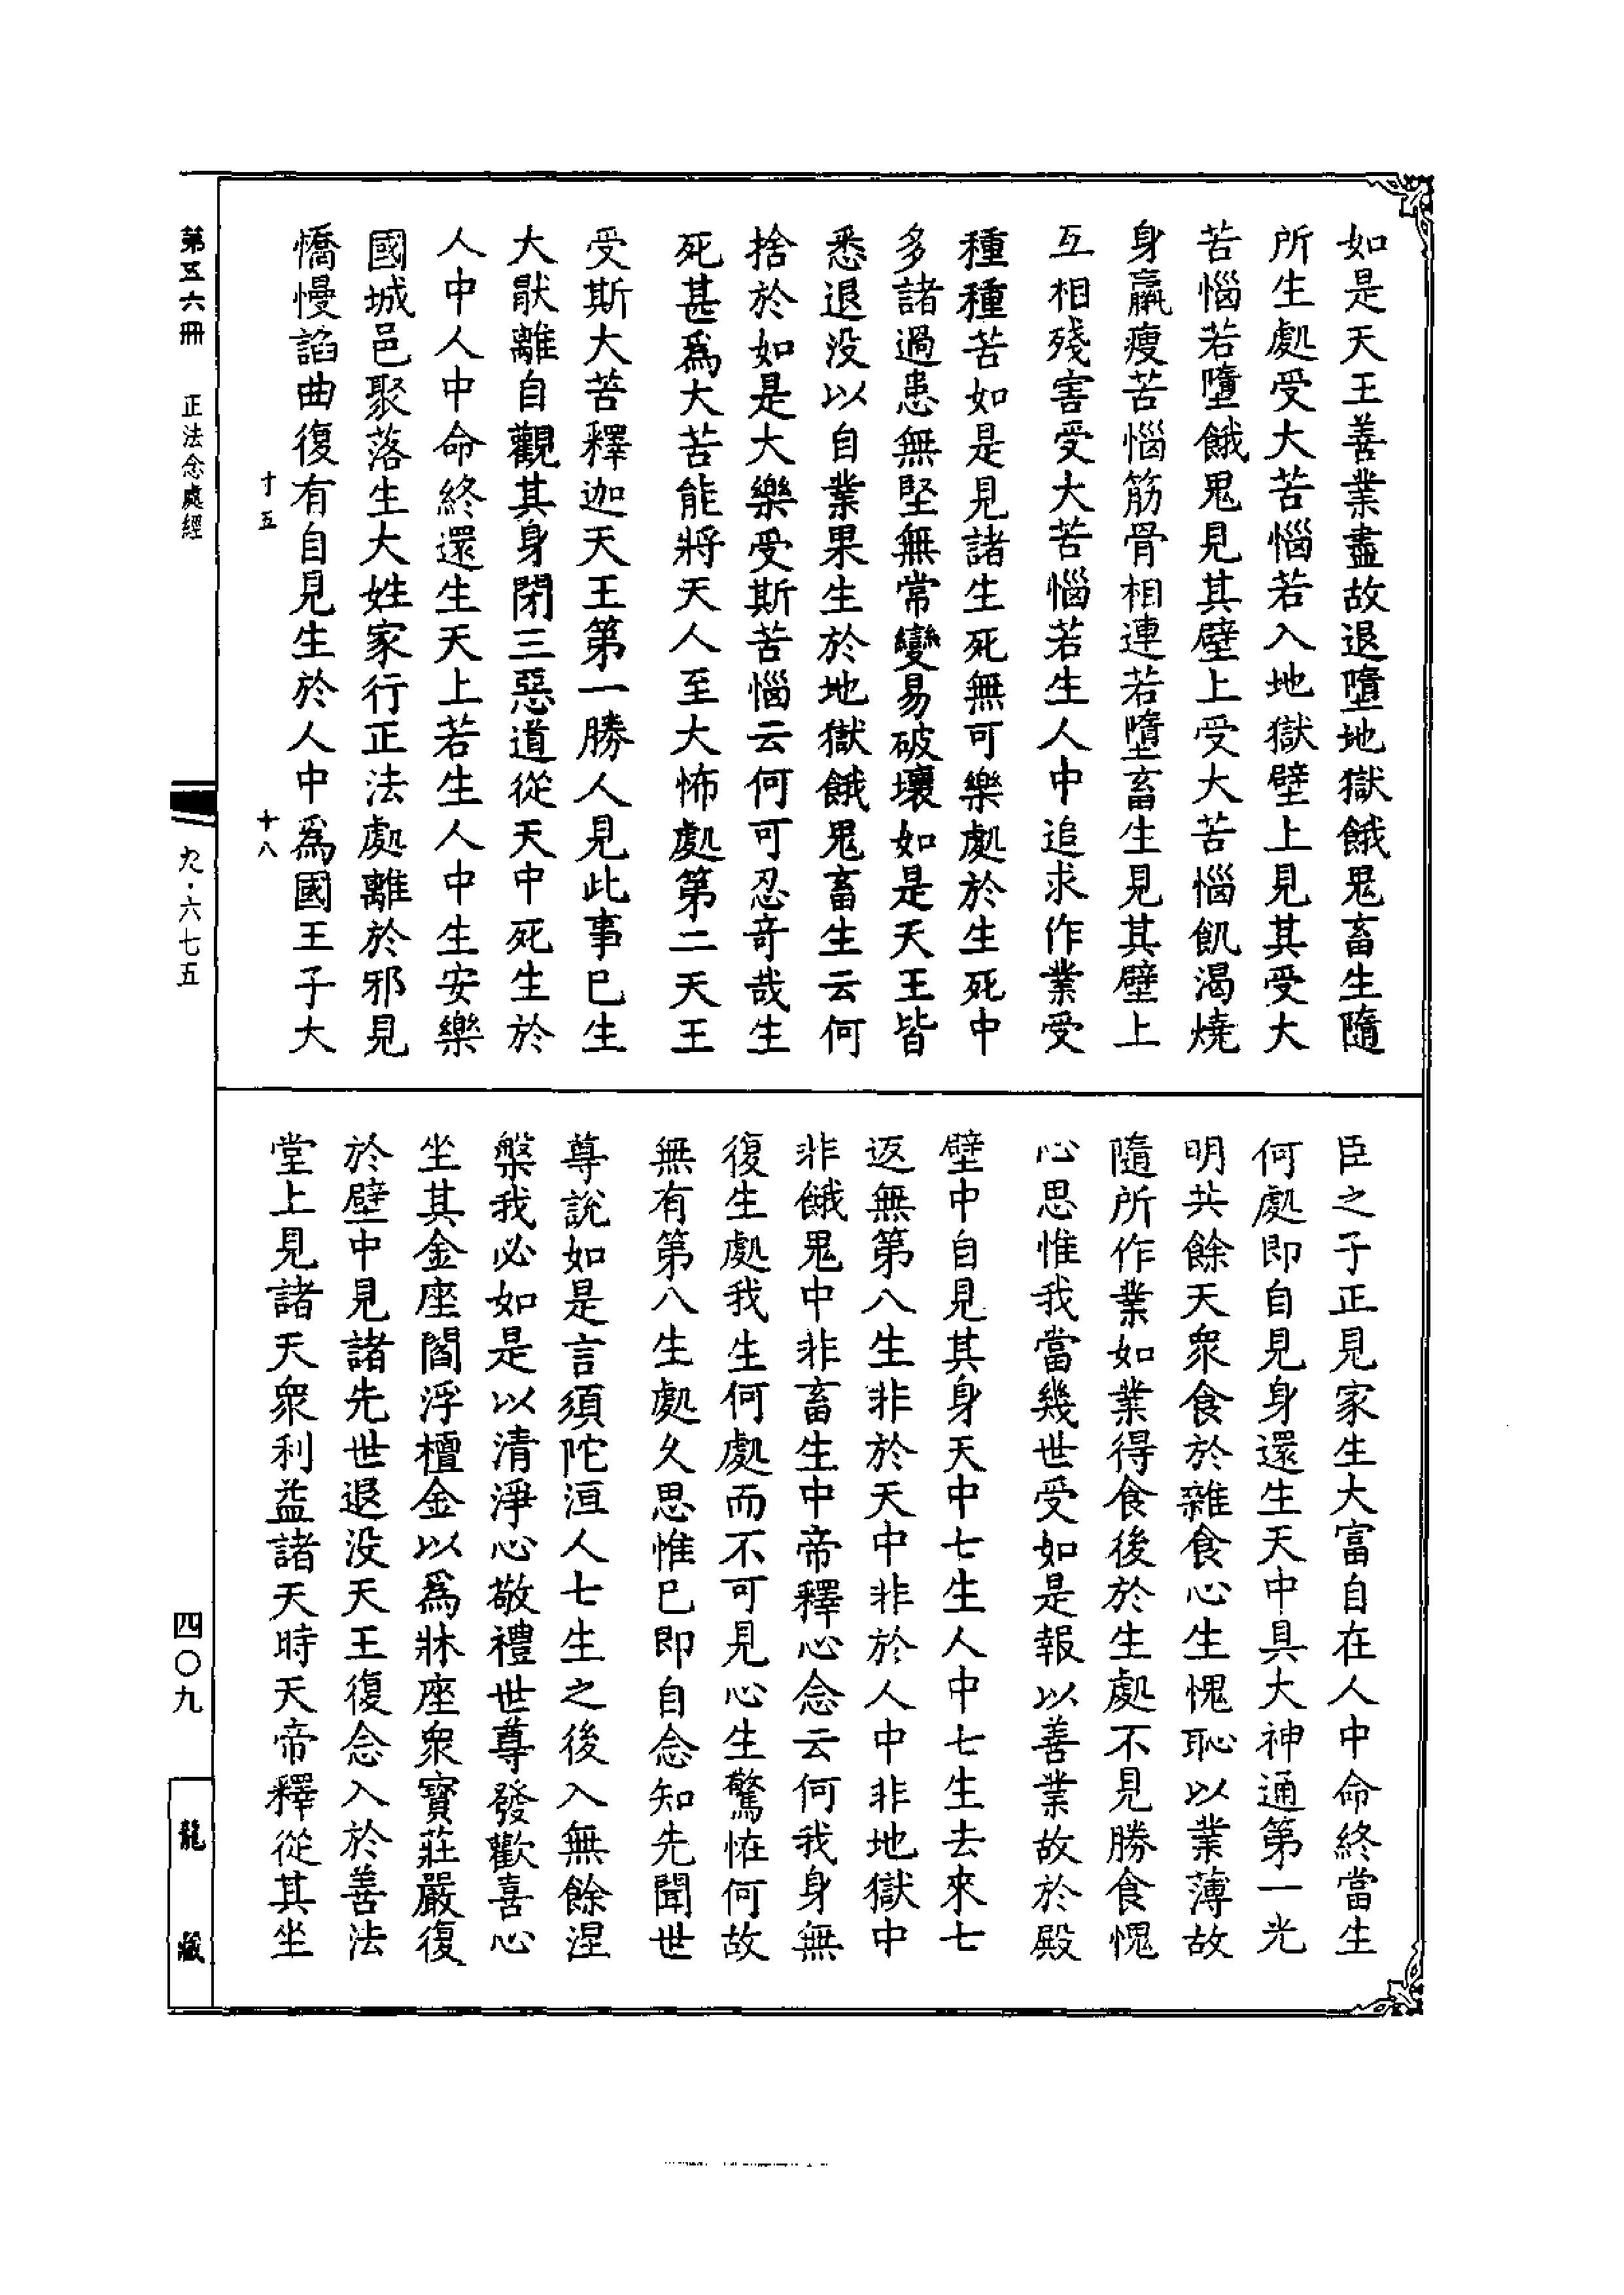 如是天王善業盡故退墮地獄餓鬼畜生隨
所生處受大苦惱若入地獄壁上見其受大
苦惱若墮餓鬼見其壁上受大苦惱飢渴燒
身羸瘦苦惱筋骨相連若墮畜生見其壁上
互相殘害受大苦惱若生人中追求作業受
種種苦如是見諸生死無可樂處於生死中
多諸過患無堅無常變易破壞如是天王皆
悉退没以自業果生於地獄餓鬼畜生云何
捨於如是大樂受斯苦惱云何可忍奇哉生
死甚爲大苦能將天人至大怖處第二天王
受斯大苦釋迦天王第一勝人見此事已生
大猒離自觀其身閉三惡道從天中死生於
人中人中命終還生天上若生人中生安樂
國城邑聚落生大姓家行正法處離於邪見
憍慢諂曲復有自見生於人中爲國王子大
臣之子正見家生大富自在人中命終當生
何處即自見身還生天中具大神通第一光
明共餘天衆食於雜食心生愧恥以業薄故
隨所作業如業得食後於生處不見勝食愧
心思惟我當幾世受如是報以善業故於殿
壁中自見其身天中七生人中七生去來七
返無第八生非於天中非於人中非地獄中
非餓鬼中非畜生中帝釋心念云何我身無
復生處我生何處而不可見心生驚恠何故
無有第八生處久思惟已即自念知先聞世
尊説如是言須陀洹人七生之後入無餘涅
槃我必如是以清淨心敬禮世尊發歡喜心
坐其金座閻浮檀金以爲牀座衆寶莊嚴復
於壁中見諸先世退没天王復念入於善法
堂上見諸天衆利益諸天時天帝釋從其坐
第五六冊 正法念處經 九·六七五 四〇九 龍藏
十五 十八